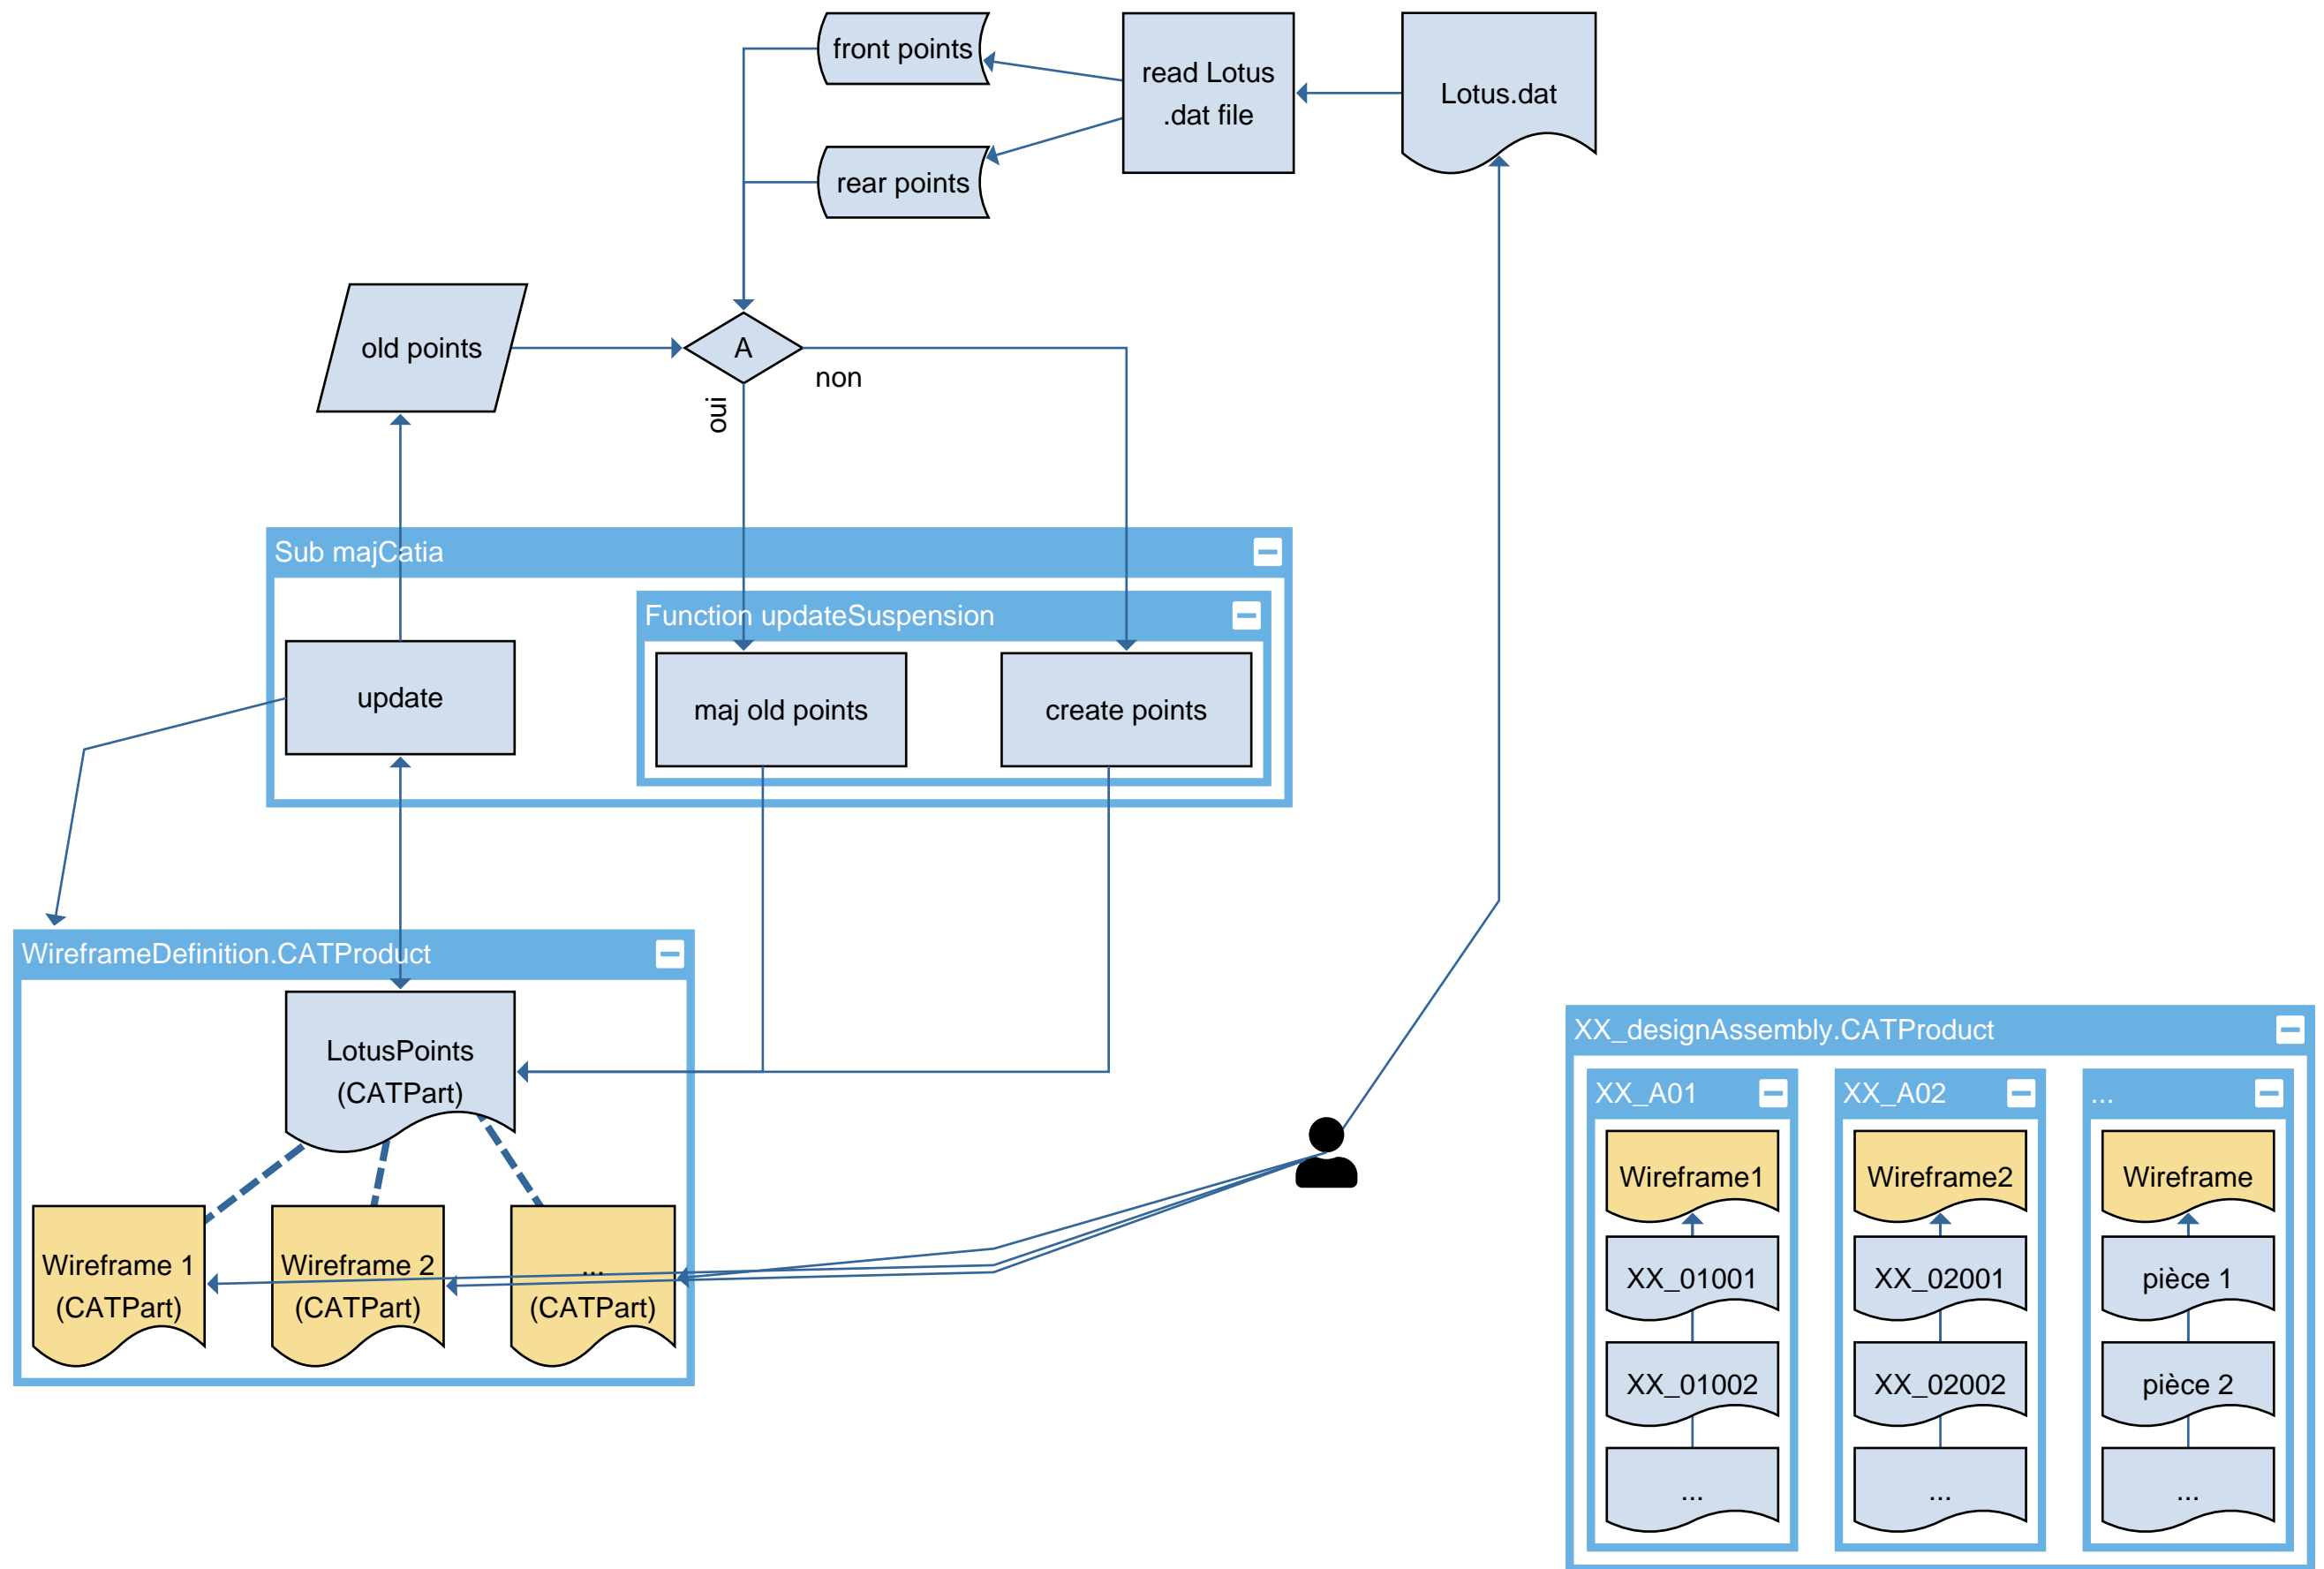 front points
read Lotus
.dat file
Lotus.dat
rear points
old points
A
non
oui
Sub majCatia
Function updateSuspension
update
maj old points
create points
WireframeDefinition.CATProduct
LotusPoints
(CATPart)
Wireframe 1
(CATPart)
Wireframe 2
(CATPart)
...
(CATPart)
XX_designAssembly.CATProduct
XX_A01
XX_A02
...
Wireframe1
Wireframe2
Wireframe
XX_01001
XX_02001
pièce 1
XX_01002
XX_02002
pièce 2
...
...
...